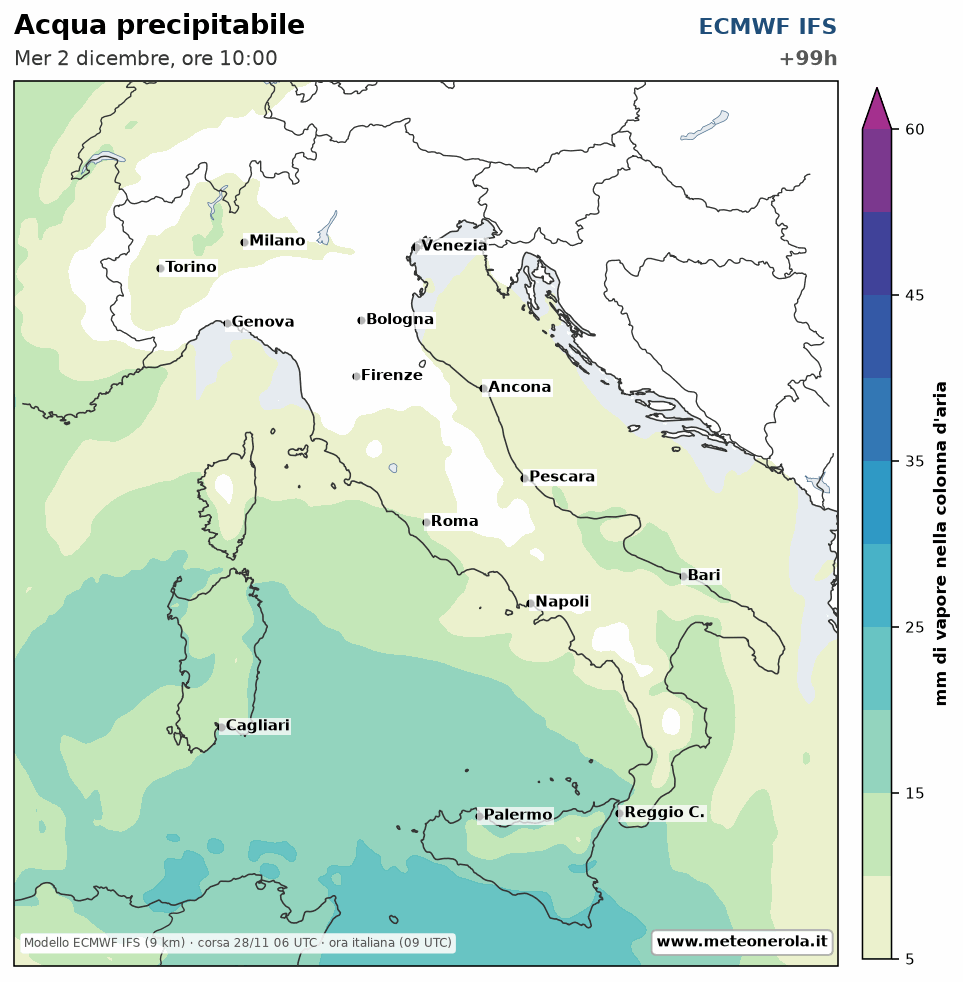 Acqua precipitabile
ECMWF IFS
Mer 2 dicembre, ore 10:00
+99h
60
45
35
25
15
5
mm di vapore nella colonna d'aria
Milano
Venezia
Torino
Genova
Bologna
Firenze
Ancona
Pescara
Roma
Bari
Napoli
Cagliari
Palermo
Reggio C.
Modello ECMWF IFS (9 km) · corsa 28/11 06 UTC · ora italiana (09 UTC)
www.meteonerola.it